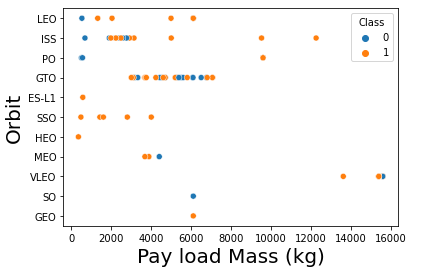 Class
0
1
LEO
ISS
PO
GTO
ES-L1
SSO
HEO
MEO
VLEO
SO
GEO
Orbit
0 2000 4000 6000 8000 10000 12000 14000 16000
Pay load Mass (kg)